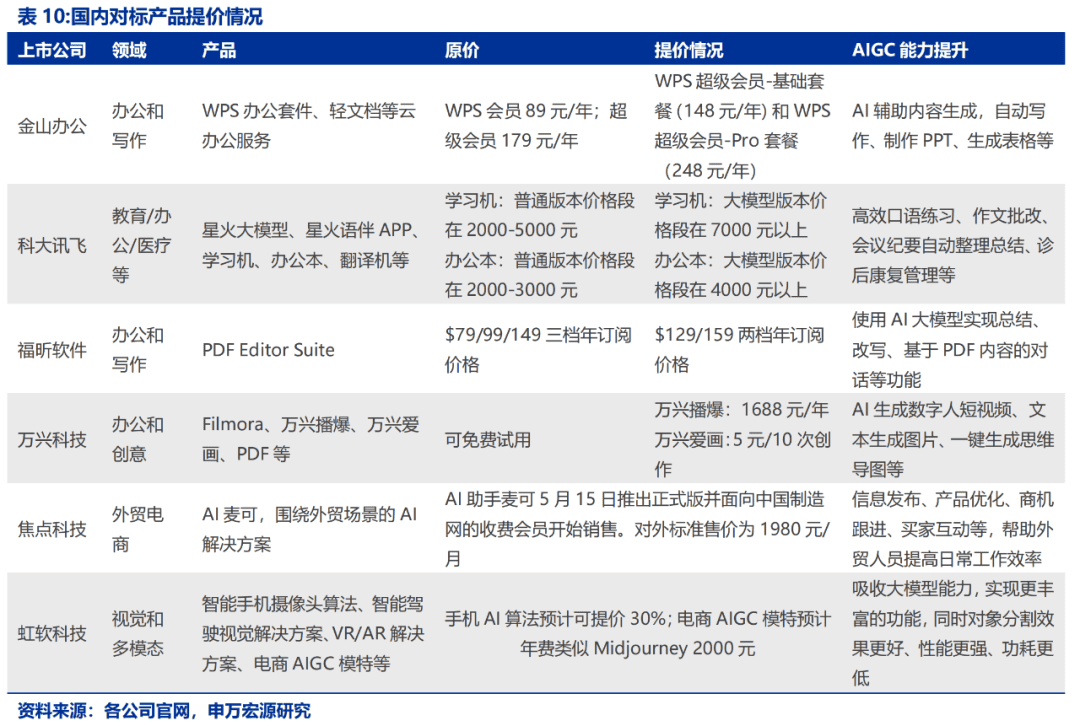 表 10:国内对标产品提价情况
上市公司 领域 产品 原价 提价情况 AIGC 能力提升
金山办公
办公和
写作
WPS 办公套件、轻文档等云
办公服务
WPS 会员 89 元/年；超
级会员 179 元/年
WPS 超级会员-基础套
餐 (148 元/年) 和 WPS
超级会员-Pro 套餐
（248 元/年）
AI 辅助内容生成，自动写
作、制作 PPT、生成表格等
科大讯飞
教育/办
公/医疗
等
星火大模型、星火语伴 APP、
学习机、办公本、翻译机等
学习机：普通版本价格段
在 2000-5000 元
办公本：普通版本价格段
在 2000-3000 元
学习机：大模型版本价
格段在 7000 元以上
办公本：大模型版本价
格段在 4000 元以上
高效口语练习、作文批改、
会议纪要自动整理总结、诊
后康复管理等
福昕软件
办公和
写作
PDF Editor Suite
$79/99/149 三档年订阅
价格
$129/159 两档年订阅
价格
使用 AI 大模型实现总结、
改写、基于 PDF 内容的对
话等功能
万兴科技
办公和
创意
Filmora、万兴播爆、万兴爱
画、PDF 等
可免费试用
万兴播爆：1688 元/年
万兴爱画：5 元/10 次创
作
AI 生成数字人短视频、文
本生成图片、一键生成思维
导图等
焦点科技
外贸电
商
AI 麦可，围绕外贸场景的 AI
解决方案
AI 助手麦可 5 月 15 日推出正式版并面向中国制造
网的收费会员开始销售。对外标准售价为 1980 元/
月
信息发布、产品优化、商机
跟进、买家互动等，帮助外
贸人员提高日常工作效率
虹软科技
视觉和
多模态
智能手机摄像头算法、智能驾
驶视觉解决方案、VR/AR 解决
方案、电商 AIGC 模特等
手机 AI 算法预计可提价 30%；电商 AIGC 模特预计
年费类似 Midjourney 2000 元
吸收大模型能力，实现更丰
富的功能，同时对象分割效
果更好、性能更强、功耗更
低
资料来源：各公司官网，申万宏源研究